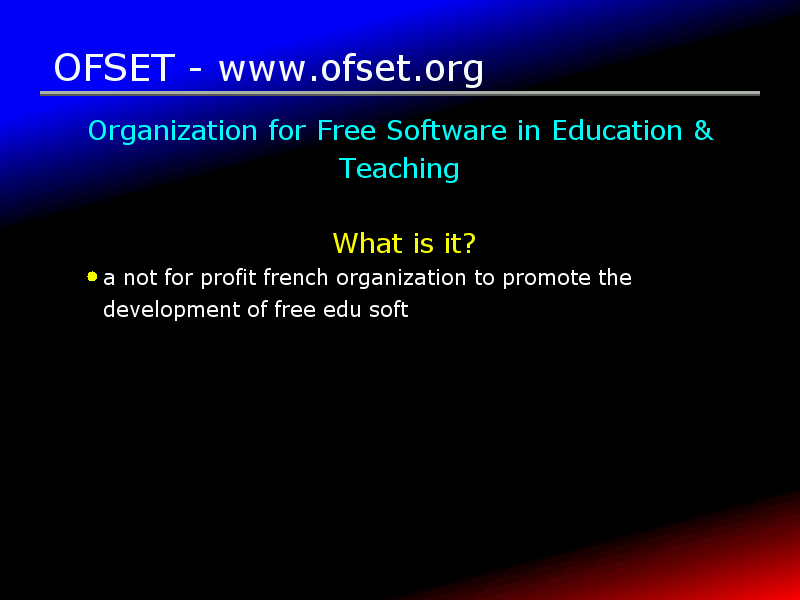 OFSET - www.ofset.org
Organization for Free Software in Education &
Teaching
What is it?
a not for profit french organization to promote the
development of free edu soft